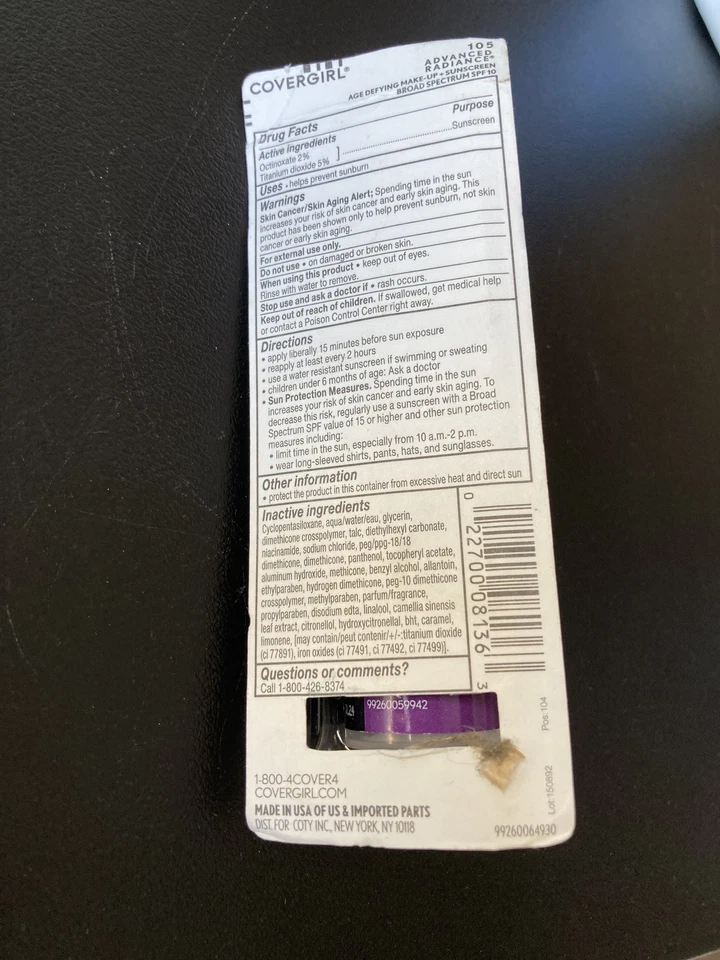 COVERGIRL®
105
ADVANCED
RADIANCE®
AGE DEFYING MAKE-UP + SUNSCREEN
BROAD SPECTRUM SPF 10
Drug Facts
Active ingredients Purpose
Octinoxate 2%
Titanium dioxide 5% ] Sunscreen
Uses • helps prevent sunburn
Warnings
Skin Cancer/Skin Aging Alert; Spending time in the sun
increases your risk of skin cancer and early skin aging. This
product has been shown only to help prevent sunburn, not skin
cancer or early skin aging.
For external use only.
Do not use • on damaged or broken skin.
When using this product • keep out of eyes.
Rinse with water to remove.
Stop use and ask a doctor if • rash occurs.
Keep out of reach of children. If swallowed, get medical help
or contact a Poison Control Center right away.
Directions
• apply liberally 15 minutes before sun exposure
• reapply at least every 2 hours
• use a water resistant sunscreen if swimming or sweating
• children under 6 months of age: Ask a doctor
• Sun Protection Measures. Spending time in the sun
increases your risk of skin cancer and early skin aging. To
decrease this risk, regularly use a sunscreen with a Broad
Spectrum SPF value of 15 or higher and other sun protection
measures including:
• limit time in the sun, especially from 10 a.m.-2 p.m.
• wear long-sleeved shirts, pants, hats, and sunglasses.
Other information
• protect the product in this container from excessive heat and direct sun
Inactive ingredients
Cyclopentasiloxane, aqua/water/eau, glycerin,
dimethicone crosspolymer, talc, diethylhexyl carbonate,
niacinamide, sodium chloride, peg/ppg-18/18
dimethicone, dimethicone, panthenol, tocopheryl acetate,
aluminum hydroxide, methicone, benzyl alcohol, allantoin,
ethylparaben, hydrogen dimethicone, peg-10 dimethicone
crosspolymer, methylparaben, parfum/fragrance,
propylparaben, disodium edta, linalool, camellia sinensis
leaf extract, citronellol, hydroxycitronellal, bht, caramel,
limonene, [may contain/peut contenir/+/-:titanium dioxide
(ci 77891), iron oxides (ci 77491, ci 77492, ci 77499)].
0 22700 08136 3
Questions or comments?
Call 1-800-426-8374
99260059942
Pos:104
Lot:150892
1-800-4COVER4
COVERGIRL.COM
MADE IN USA OF US & IMPORTED PARTS
DIST. FOR COTY INC., NEW YORK, NY 10118
99260064930